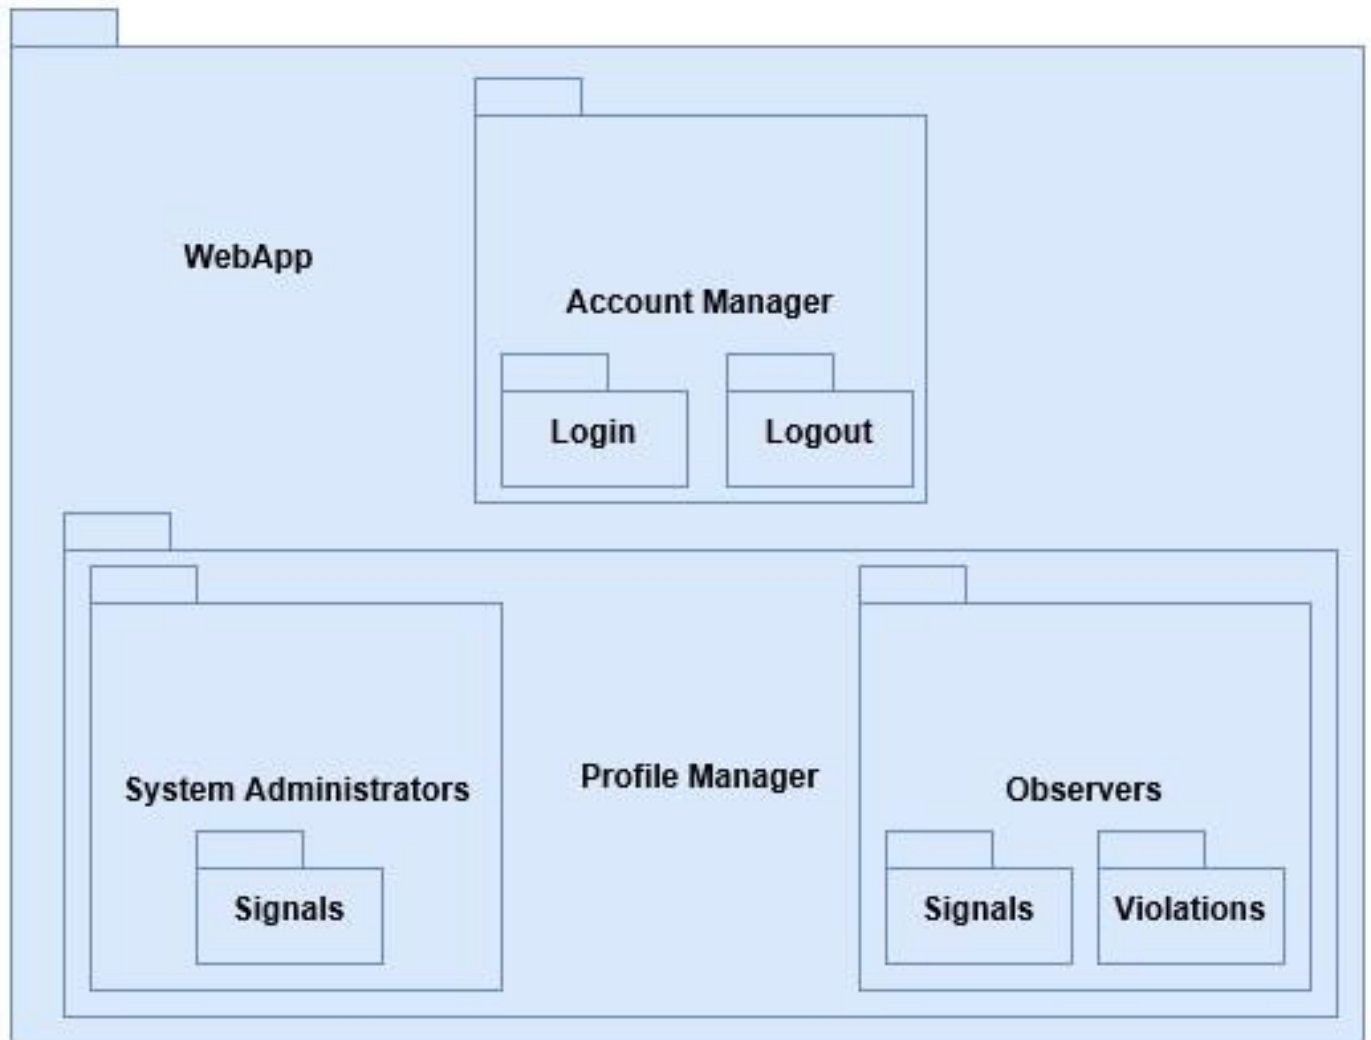 WebApp
Account Manager
Login
Logout
System Administrators
Profile Manager
Observers
Signals
Signals
Violations